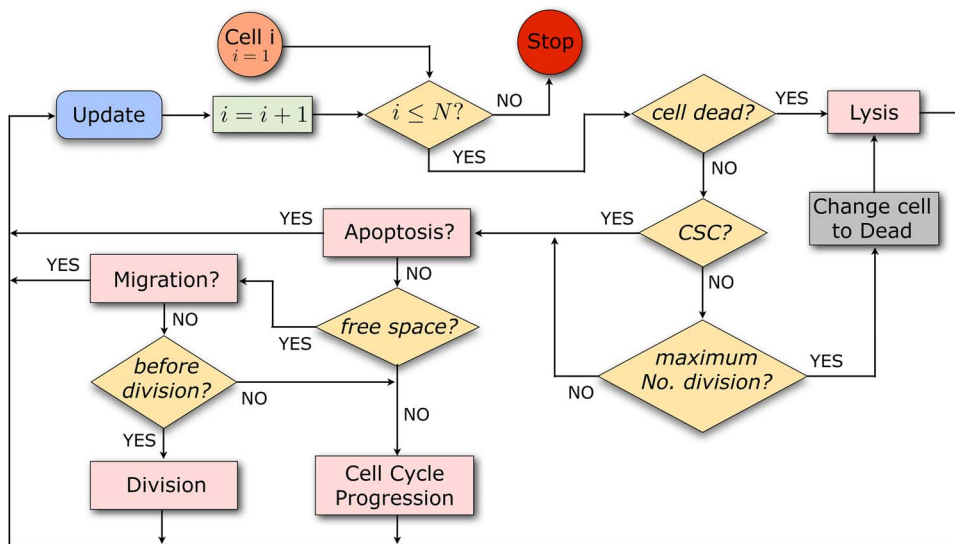 Cell i
i = 1
Stop
Update
i = i + 1
i ≤ N?
NO
YES
cell dead?
YES
Lysis
NO
Change cell
to Dead
CSC?
YES
Apoptosis?
YES
NO
NO
Migration?
YES
NO
free space?
YES
NO
maximum
No. division?
YES
NO
before
division?
NO
YES
Division
Cell Cycle
Progression